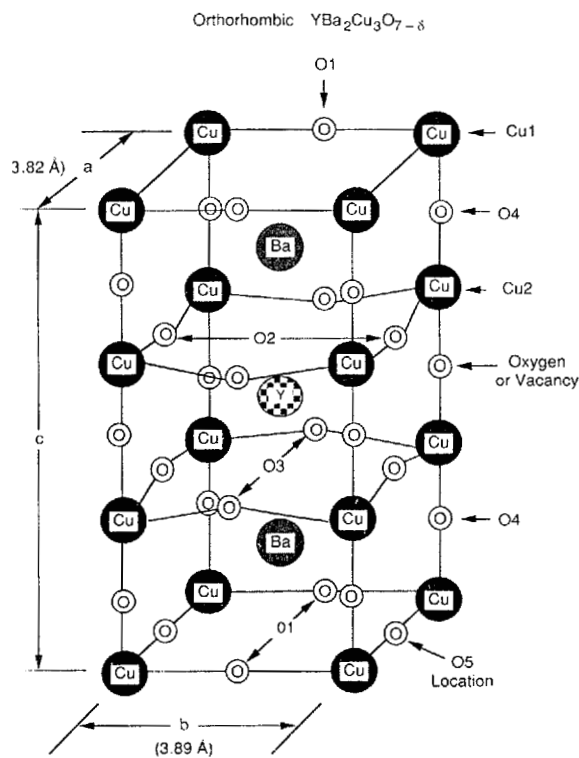 Orthorhombic YBa₂Cu₃O₇₋δ
O1
Cu O Cu Cu1
3.82 Å) a
Cu O O Cu O O4
Ba
O Cu O O Cu Cu2
O O2 O
Cu O O Cu O Oxygen
or Vacancy
Y
c
O Cu O O Cu
O O3 O
Cu O O Cu O O4
Ba
O Cu O O Cu
O 01 O
Cu O Cu O5
Location
b
(3.89 Å)